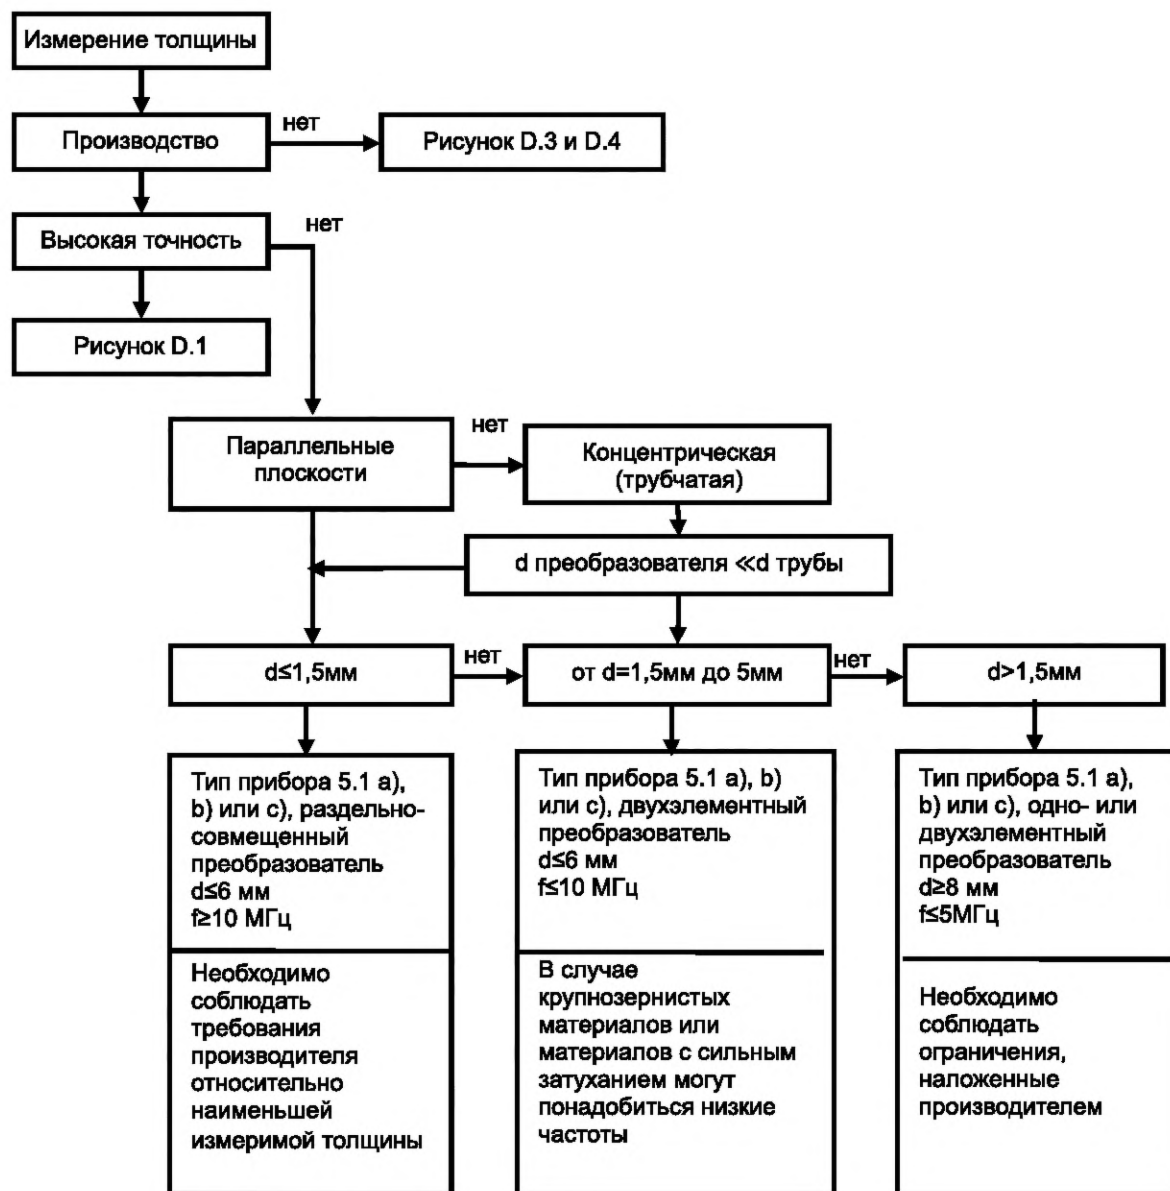 Измерение толщины
Производство
нет
Рисунок D.3 и D.4
Высокая точность
нет
Рисунок D.1
Параллельные
плоскости
нет
Концентрическая
(трубчатая)
d преобразователя ≪d трубы
d≤1,5мм
нет
от d=1,5мм до 5мм
нет
d>1,5мм
Тип прибора 5.1 a),
b) или c), раздельно-
совмещенный
преобразователь
d≤6 мм
f≥10 МГц
Необходимо
соблюдать
требования
производителя
относительно
наименьшей
измеримой толщины
Тип прибора 5.1 a), b)
или c), двухэлементный
преобразователь
d≤6 мм
f≤10 МГц
В случае
крупнозернистых
материалов или
материалов с сильным
затуханием могут
понадобиться низкие
частоты
Тип прибора 5.1 a),
b) или c), одно- или
двухэлементный
преобразователь
d≥8 мм
f≤5МГц
Необходимо
соблюдать
ограничения,
наложенные
производителем